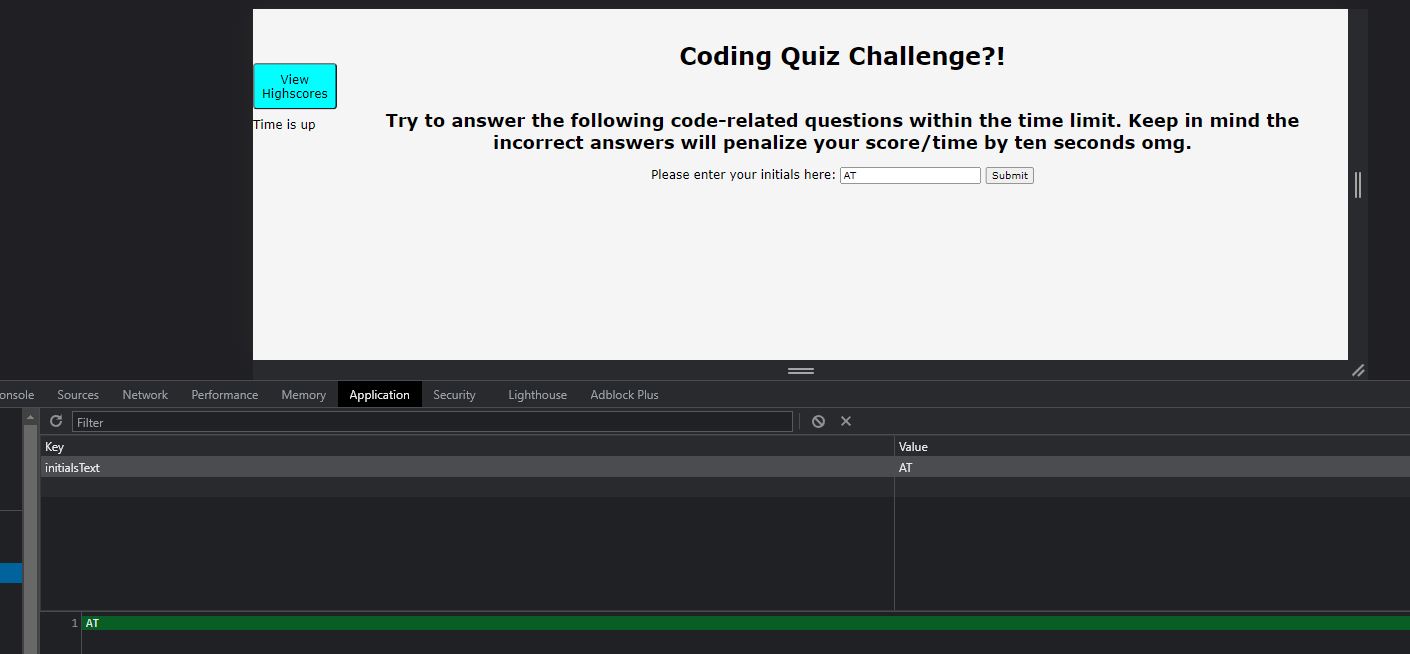 Coding Quiz Challenge?!
View
Highscores
Time is up
Try to answer the following code-related questions within the time limit. Keep in mind the
incorrect answers will penalize your score/time by ten seconds omg.
Please enter your initials here: AT Submit
onsole Sources Network Performance Memory Application Security Lighthouse Adblock Plus
Filter
Key Value
initialsText AT
1 AT